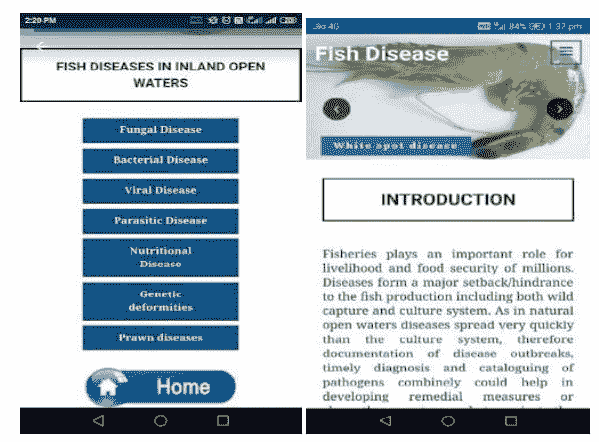 2:20 PM
FISH DISEASES IN INLAND OPEN
WATERS
Fungal Disease
Bacterial Disease
Viral Disease
Parasitic Disease
Nutritional
Disease
Genetic
deformities
Prawn diseases
Home
Jio 4G
84%
1:37 pm
Fish Disease
White spot disease
INTRODUCTION
Fisheries plays an important role for
livelihood and food security of millions.
Diseases form a major setback/hindrance
to the fish production including both wild
capture and culture system. As in natural
open waters diseases spread very quickly
than the culture system, therefore
documentation of disease outbreaks,
timely diagnosis and cataloguing of
pathogens combinely could help in
developing remedial measures or